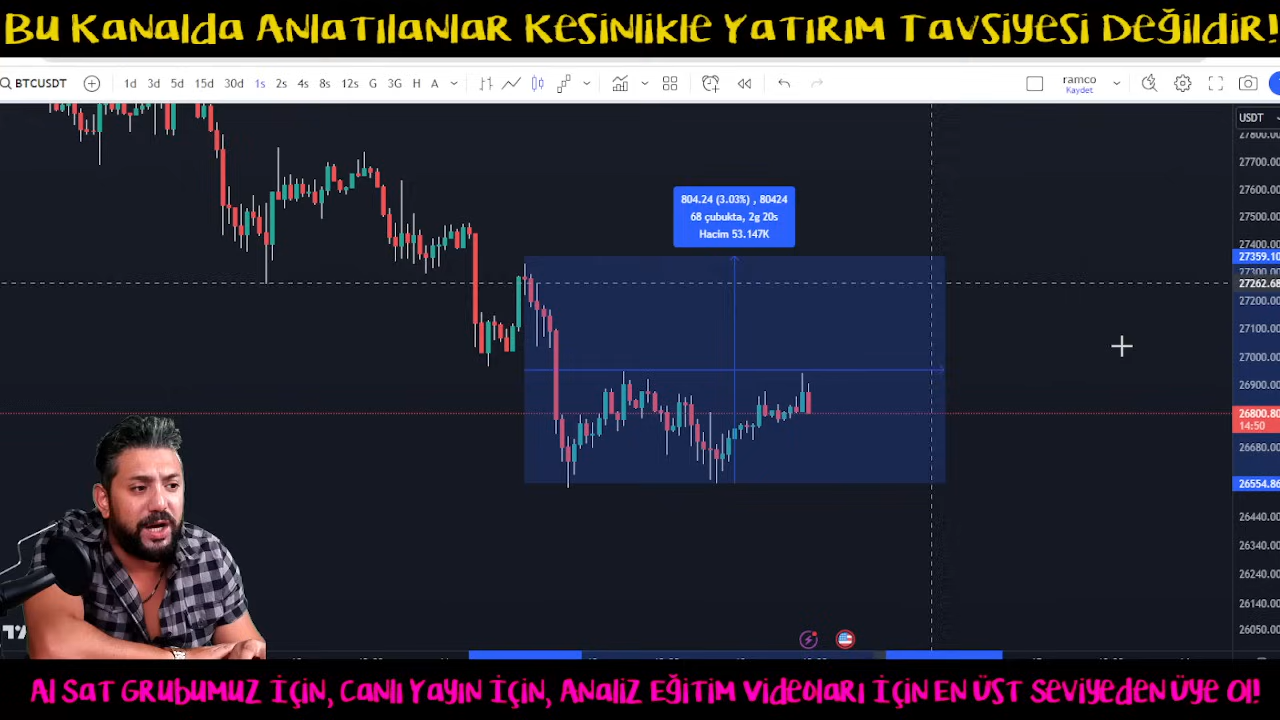 Bu Kanalda Anlatılanlar Kesinlikle Yatırım Tavsiyesi Değildir!
BTCUSDT 1d 3d 5d 15d 30d 1s 2s 4s 8s 12s G 3G H A ramco
Kaydet
USDT
27800.00
27700.00
27600.00
27500.00
27400.00
27359.10
27300.00
27262.68
27200.00
27100.00
27000.00
26900.00
26800.80
14:50
26680.00
26554.86
26440.00
26340.00
26240.00
26140.00
26050.00
804.24 (3.03%) , 80424
68 çubukta, 2g 20s
Hacim 53.147K
Al Sat Grubumuz İçin, Canlı Yayın İçin, Analiz Eğitim Videoları İçin En Üst Seviyeden Üye Ol!